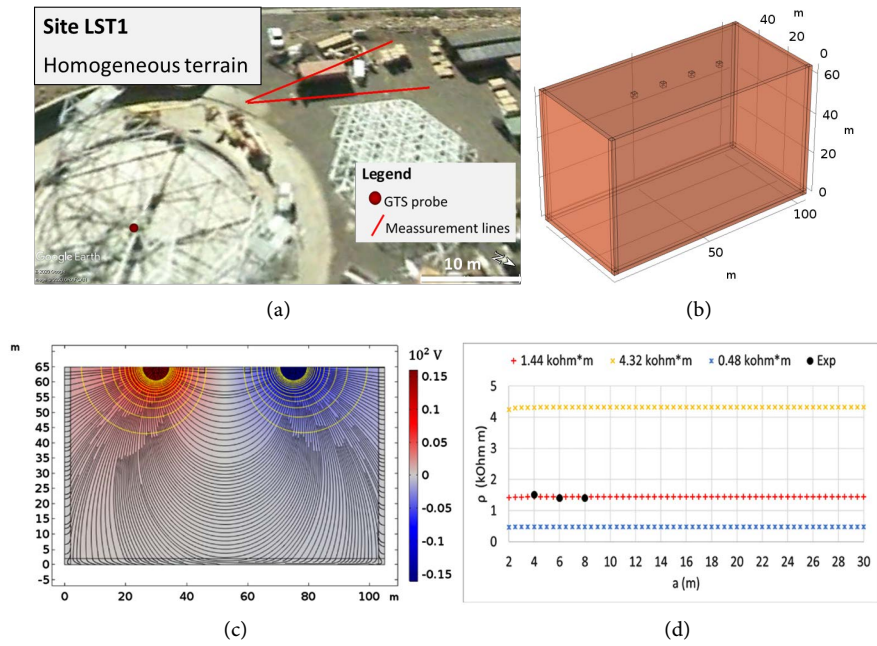 Site LST1
Homogeneous terrain
Legend
GTS probe
Meassurement lines
Google Earth
10 m
(a)
m
40
20
0
60
m
40
20
0
100
50
m
(b)
m
65
60
55
50
45
40
35
30
25
20
15
10
5
0
-5
0
20
40
60
80
100
m
10² V
0.15
0.1
0.05
0
-0.05
-0.1
-0.15
(c)
1.44 kohm*m
4.32 kohm*m
0.48 kohm*m
Exp
5
4
3
2
1
0
ρ (kOhm m)
2 4 6 8 10 12 14 16 18 20 22 24 26 28 30
a (m)
(d)